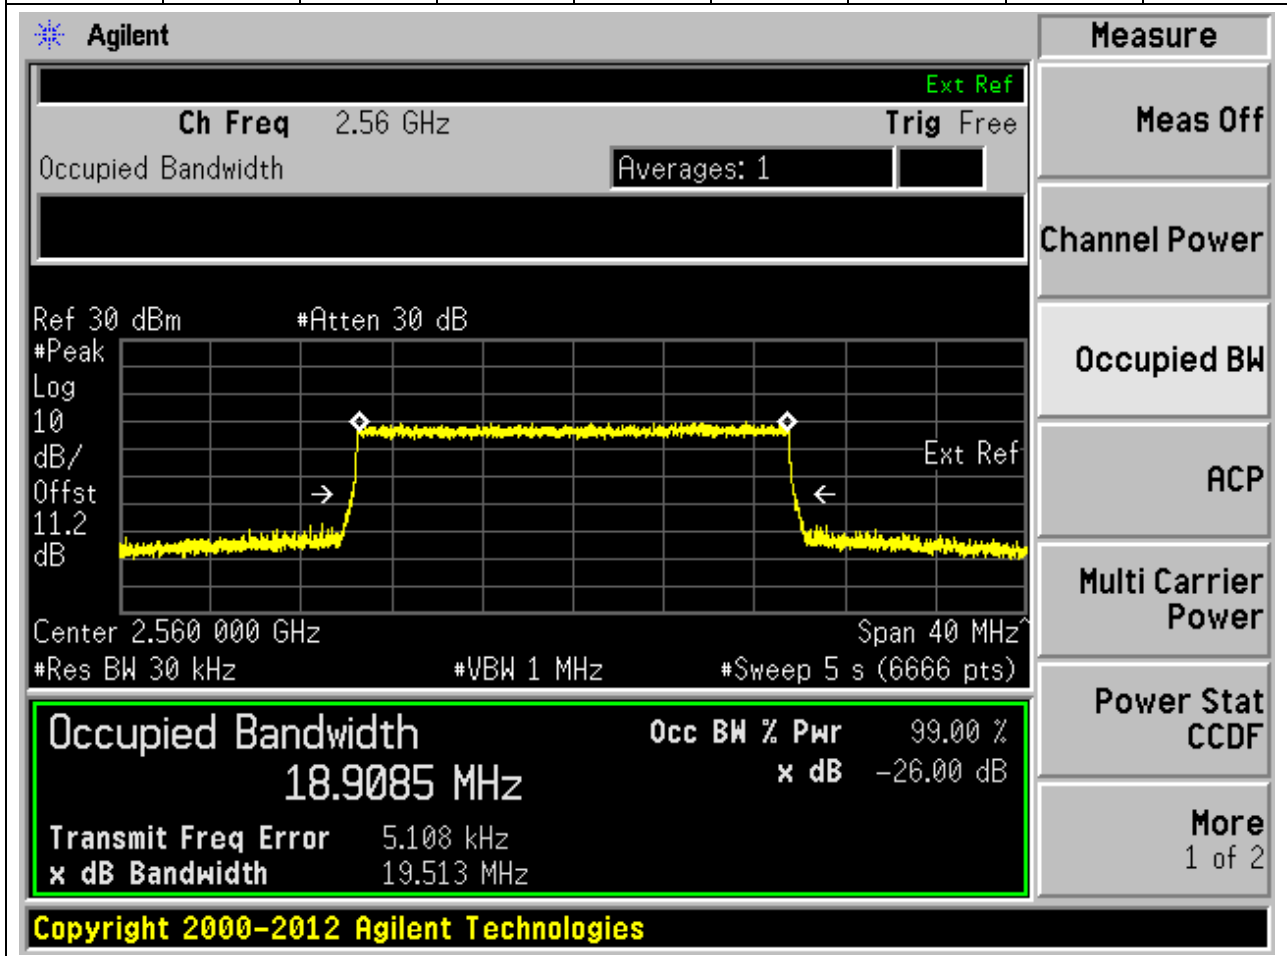 Agilent
Measure
Ext Ref
Ch Freq 2.56 GHz Trig Free
Meas Off
Occupied Bandwidth Averages: 1
Channel Power
Ref 30 dBm #Atten 30 dB
#Peak
Log
10
dB/
Offst
11.2
dB
Ext Ref
Occupied BW
ACP
Center 2.560 000 GHz Span 40 MHz^
#Res BW 30 kHz #VBW 1 MHz #Sweep 5 s (6666 pts)
Multi Carrier
Power
Occupied Bandwidth Occ BW % Pwr 99.00 %
18.9085 MHz x dB -26.00 dB
Power Stat
CCDF
Transmit Freq Error 5.108 kHz
x dB Bandwidth 19.513 MHz
More
1 of 2
Copyright 2000-2012 Agilent Technologies